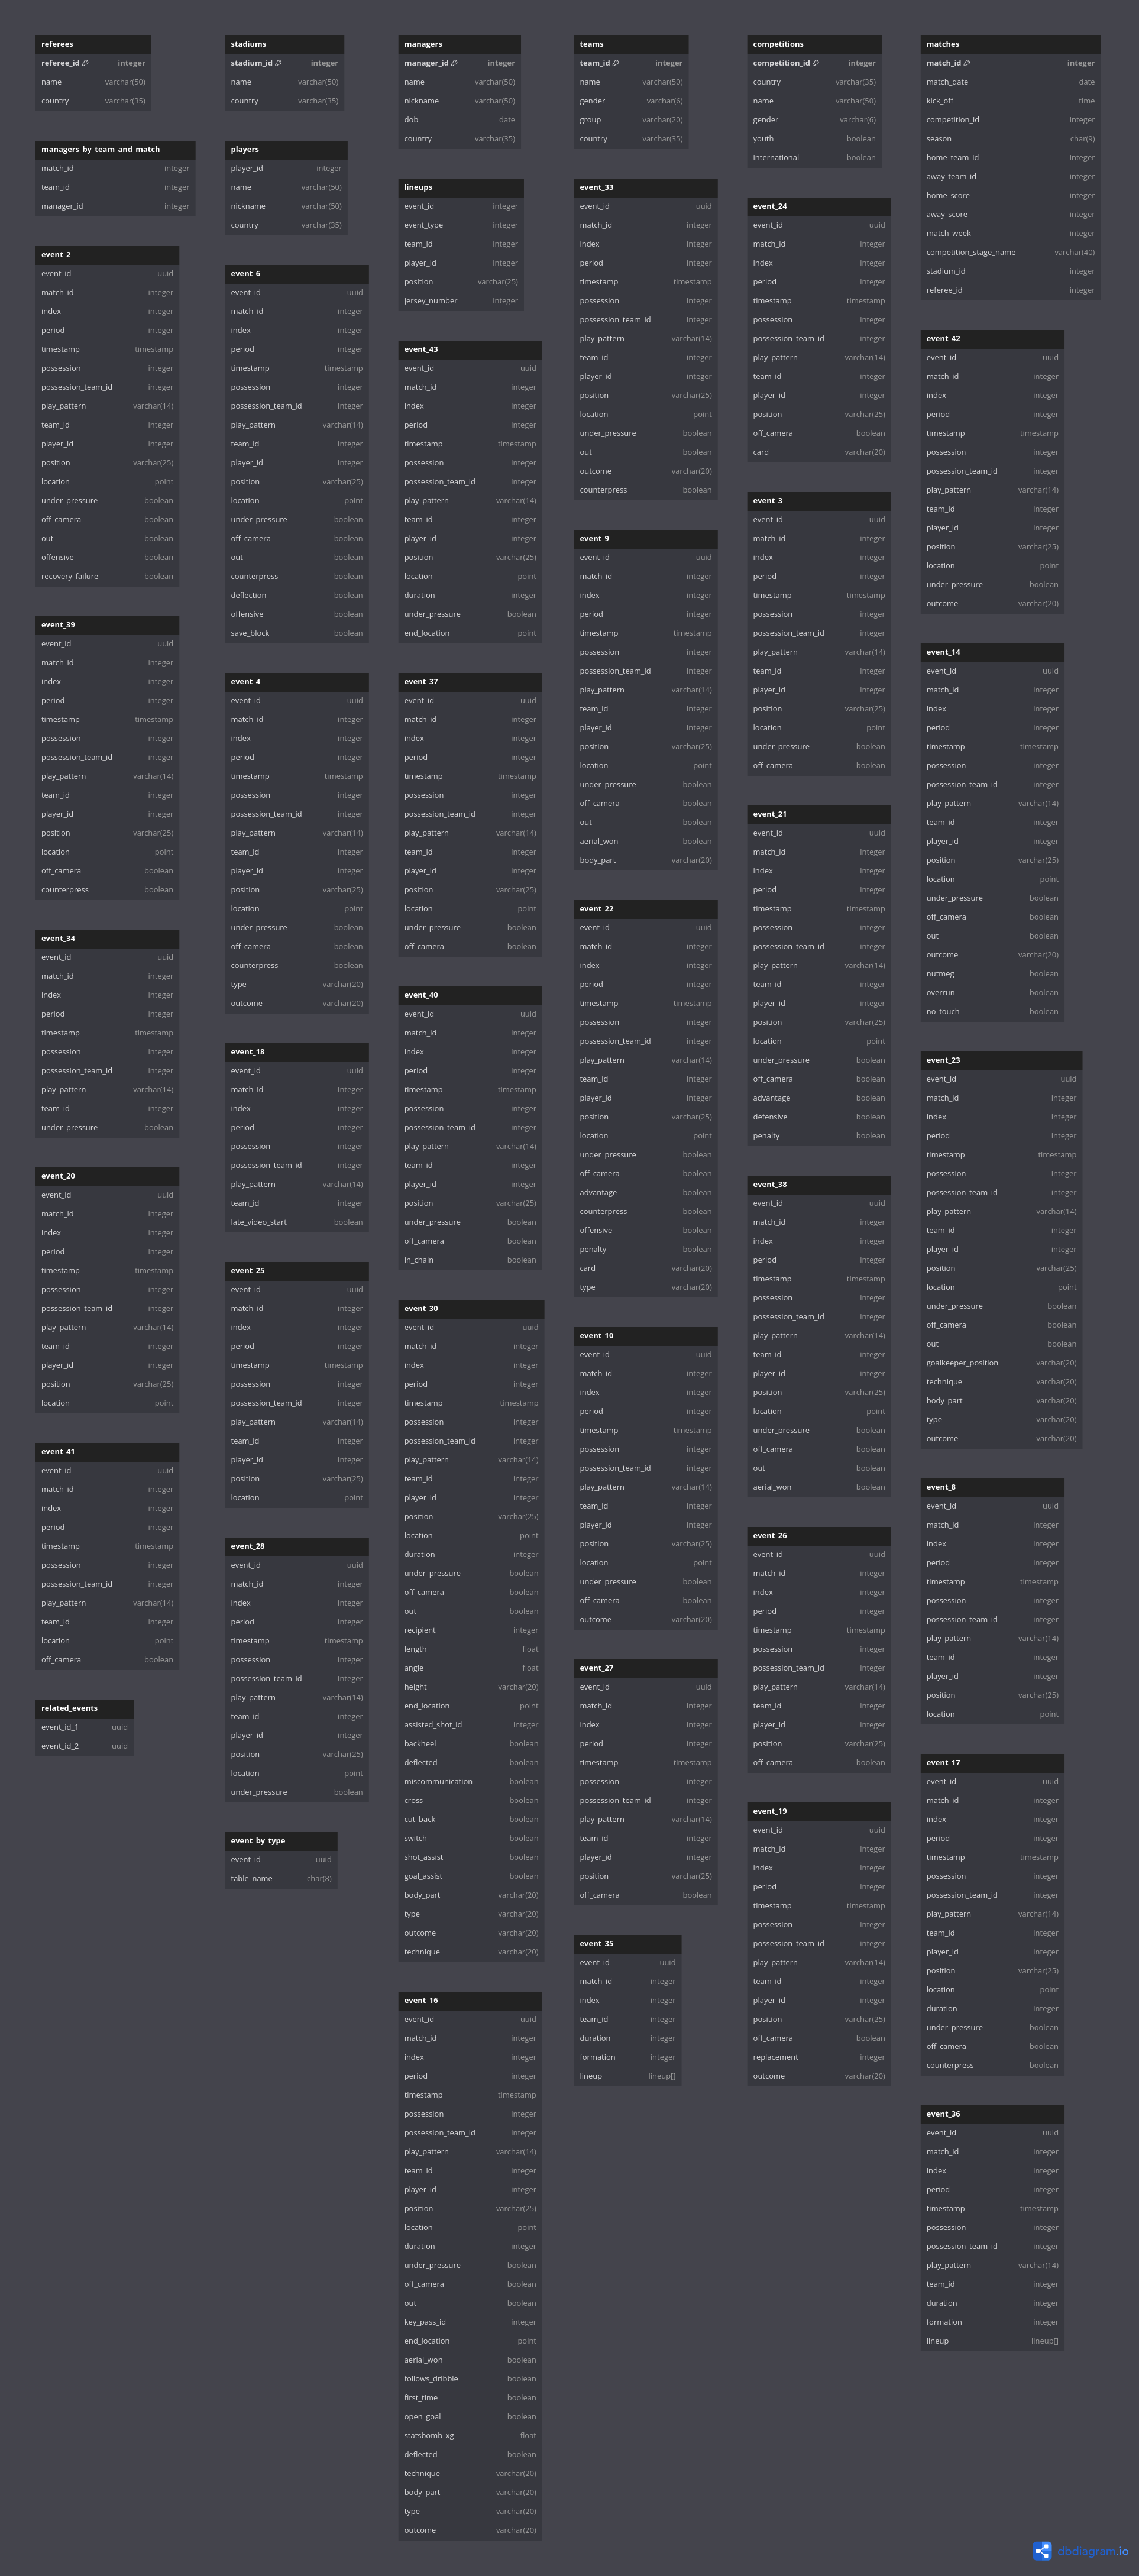 referees
referee_id integer
name varchar(50)
country varchar(35)
managers_by_team_and_match
match_id integer
team_id integer
manager_id integer
event_2
event_id uuid
match_id integer
index integer
period integer
timestamp timestamp
possession integer
possession_team_id integer
play_pattern varchar(14)
team_id integer
player_id integer
position varchar(25)
location point
under_pressure boolean
off_camera boolean
out boolean
offensive boolean
recovery_failure boolean
event_39
event_id uuid
match_id integer
index integer
period integer
timestamp timestamp
possession integer
possession_team_id integer
play_pattern varchar(14)
team_id integer
player_id integer
position varchar(25)
location point
off_camera boolean
counterpress boolean
event_34
event_id uuid
match_id integer
index integer
period integer
timestamp timestamp
possession integer
possession_team_id integer
play_pattern varchar(14)
team_id integer
under_pressure boolean
event_20
event_id uuid
match_id integer
index integer
period integer
timestamp timestamp
possession integer
possession_team_id integer
play_pattern varchar(14)
team_id integer
player_id integer
position varchar(25)
location point
event_41
event_id uuid
match_id integer
index integer
period integer
timestamp timestamp
possession integer
possession_team_id integer
play_pattern varchar(14)
team_id integer
location point
off_camera boolean
related_events
event_id_1 uuid
event_id_2 uuid
stadiums
stadium_id integer
name varchar(50)
country varchar(35)
players
player_id integer
name varchar(50)
nickname varchar(50)
country varchar(35)
event_6
event_id uuid
match_id integer
index integer
period integer
timestamp timestamp
possession integer
possession_team_id integer
play_pattern varchar(14)
team_id integer
player_id integer
position varchar(25)
location point
under_pressure boolean
off_camera boolean
out boolean
counterpress boolean
deflection boolean
offensive boolean
save_block boolean
event_4
event_id uuid
match_id integer
index integer
period integer
timestamp timestamp
possession integer
possession_team_id integer
play_pattern varchar(14)
team_id integer
player_id integer
position varchar(25)
location point
under_pressure boolean
off_camera boolean
counterpress boolean
type varchar(20)
outcome varchar(20)
event_18
event_id uuid
match_id integer
index integer
period integer
possession integer
possession_team_id integer
play_pattern varchar(14)
team_id integer
late_video_start boolean
event_25
event_id uuid
match_id integer
index integer
period integer
timestamp timestamp
possession integer
possession_team_id integer
play_pattern varchar(14)
team_id integer
player_id integer
position varchar(25)
location point
event_28
event_id uuid
match_id integer
index integer
period integer
timestamp timestamp
possession integer
possession_team_id integer
play_pattern varchar(14)
team_id integer
player_id integer
position varchar(25)
location point
under_pressure boolean
event_by_type
event_id uuid
table_name char(8)
managers
manager_id integer
name varchar(50)
nickname varchar(50)
dob date
country varchar(35)
lineups
event_id integer
event_type integer
team_id integer
player_id integer
position varchar(25)
jersey_number integer
event_43
event_id uuid
match_id integer
index integer
period integer
timestamp timestamp
possession integer
possession_team_id integer
play_pattern varchar(14)
team_id integer
player_id integer
position varchar(25)
location point
duration integer
under_pressure boolean
end_location point
event_37
event_id uuid
match_id integer
index integer
period integer
timestamp timestamp
possession integer
possession_team_id integer
play_pattern varchar(14)
team_id integer
player_id integer
position varchar(25)
location point
under_pressure boolean
off_camera boolean
event_40
event_id uuid
match_id integer
index integer
period integer
timestamp timestamp
possession integer
possession_team_id integer
play_pattern varchar(14)
team_id integer
player_id integer
position varchar(25)
under_pressure boolean
off_camera boolean
in_chain boolean
event_30
event_id uuid
match_id integer
index integer
period integer
timestamp timestamp
possession integer
possession_team_id integer
play_pattern varchar(14)
team_id integer
player_id integer
position varchar(25)
location point
duration integer
under_pressure boolean
off_camera boolean
out boolean
recipient integer
length float
angle float
height varchar(20)
end_location point
assisted_shot_id integer
backheel boolean
deflected boolean
miscommunication boolean
cross boolean
cut_back boolean
switch boolean
shot_assist boolean
goal_assist boolean
body_part varchar(20)
type varchar(20)
outcome varchar(20)
technique varchar(20)
event_16
event_id uuid
match_id integer
index integer
period integer
timestamp timestamp
possession integer
possession_team_id integer
play_pattern varchar(14)
team_id integer
player_id integer
position varchar(25)
location point
duration integer
under_pressure boolean
off_camera boolean
out boolean
key_pass_id integer
end_location point
aerial_won boolean
follows_dribble boolean
first_time boolean
open_goal boolean
statsbomb_xg float
deflected boolean
technique varchar(20)
body_part varchar(20)
type varchar(20)
outcome varchar(20)
teams
team_id integer
name varchar(50)
gender varchar(6)
group varchar(20)
country varchar(35)
event_33
event_id uuid
match_id integer
index integer
period integer
timestamp timestamp
possession integer
possession_team_id integer
play_pattern varchar(14)
team_id integer
player_id integer
position varchar(25)
location point
under_pressure boolean
out boolean
outcome varchar(20)
counterpress boolean
event_9
event_id uuid
match_id integer
index integer
period integer
timestamp timestamp
possession integer
possession_team_id integer
play_pattern varchar(14)
team_id integer
player_id integer
position varchar(25)
location point
under_pressure boolean
off_camera boolean
out boolean
aerial_won boolean
body_part varchar(20)
event_22
event_id uuid
match_id integer
index integer
period integer
timestamp timestamp
possession integer
possession_team_id integer
play_pattern varchar(14)
team_id integer
player_id integer
position varchar(25)
location point
under_pressure boolean
off_camera boolean
advantage boolean
counterpress boolean
offensive boolean
penalty boolean
card varchar(20)
type varchar(20)
event_10
event_id uuid
match_id integer
index integer
period integer
timestamp timestamp
possession integer
possession_team_id integer
play_pattern varchar(14)
team_id integer
player_id integer
position varchar(25)
location point
under_pressure boolean
off_camera boolean
outcome varchar(20)
event_27
event_id uuid
match_id integer
index integer
period integer
timestamp timestamp
possession integer
possession_team_id integer
play_pattern varchar(14)
team_id integer
player_id integer
position varchar(25)
off_camera boolean
event_35
event_id uuid
match_id integer
index integer
team_id integer
duration integer
formation integer
lineup lineup[]
competitions
competition_id integer
country varchar(35)
name varchar(50)
gender varchar(6)
youth boolean
international boolean
event_24
event_id uuid
match_id integer
index integer
period integer
timestamp timestamp
possession integer
possession_team_id integer
play_pattern varchar(14)
team_id integer
player_id integer
position varchar(25)
off_camera boolean
card varchar(20)
event_3
event_id uuid
match_id integer
index integer
period integer
timestamp timestamp
possession integer
possession_team_id integer
play_pattern varchar(14)
team_id integer
player_id integer
position varchar(25)
location point
under_pressure boolean
off_camera boolean
event_21
event_id uuid
match_id integer
index integer
period integer
timestamp timestamp
possession integer
possession_team_id integer
play_pattern varchar(14)
team_id integer
player_id integer
position varchar(25)
location point
under_pressure boolean
off_camera boolean
advantage boolean
defensive boolean
penalty boolean
event_38
event_id uuid
match_id integer
index integer
period integer
timestamp timestamp
possession integer
possession_team_id integer
play_pattern varchar(14)
team_id integer
player_id integer
position varchar(25)
location point
under_pressure boolean
off_camera boolean
out boolean
aerial_won boolean
event_26
event_id uuid
match_id integer
index integer
period integer
timestamp timestamp
possession integer
possession_team_id integer
play_pattern varchar(14)
team_id integer
player_id integer
position varchar(25)
off_camera boolean
event_19
event_id uuid
match_id integer
index integer
period integer
timestamp timestamp
possession integer
possession_team_id integer
play_pattern varchar(14)
team_id integer
player_id integer
position varchar(25)
off_camera boolean
replacement integer
outcome varchar(20)
matches
match_id integer
match_date date
kick_off time
competition_id integer
season char(9)
home_team_id integer
away_team_id integer
home_score integer
away_score integer
match_week integer
competition_stage_name varchar(40)
stadium_id integer
referee_id integer
event_42
event_id uuid
match_id integer
index integer
period integer
timestamp timestamp
possession integer
possession_team_id integer
play_pattern varchar(14)
team_id integer
player_id integer
position varchar(25)
location point
under_pressure boolean
outcome varchar(20)
event_14
event_id uuid
match_id integer
index integer
period integer
timestamp timestamp
possession integer
possession_team_id integer
play_pattern varchar(14)
team_id integer
player_id integer
position varchar(25)
location point
under_pressure boolean
off_camera boolean
out boolean
outcome varchar(20)
nutmeg boolean
overrun boolean
no_touch boolean
event_23
event_id uuid
match_id integer
index integer
period integer
timestamp timestamp
possession integer
possession_team_id integer
play_pattern varchar(14)
team_id integer
player_id integer
position varchar(25)
location point
under_pressure boolean
off_camera boolean
out boolean
goalkeeper_position varchar(20)
technique varchar(20)
body_part varchar(20)
type varchar(20)
outcome varchar(20)
event_8
event_id uuid
match_id integer
index integer
period integer
timestamp timestamp
possession integer
possession_team_id integer
play_pattern varchar(14)
team_id integer
player_id integer
position varchar(25)
location point
event_17
event_id uuid
match_id integer
index integer
period integer
timestamp timestamp
possession integer
possession_team_id integer
play_pattern varchar(14)
team_id integer
player_id integer
position varchar(25)
location point
duration integer
under_pressure boolean
off_camera boolean
counterpress boolean
event_36
event_id uuid
match_id integer
index integer
period integer
timestamp timestamp
possession integer
possession_team_id integer
play_pattern varchar(14)
team_id integer
duration integer
formation integer
lineup lineup[]
dbdiagram.io